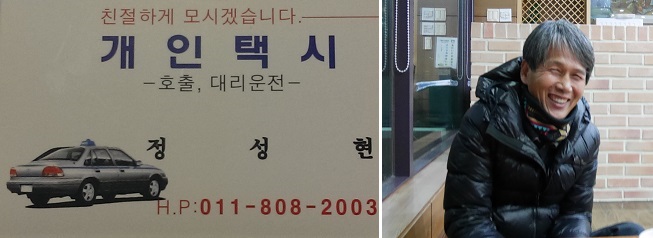 친절하게 모시겠습니다.
개인택시
-호출, 대리운전-
정 성 현
H.P:011-808-2003